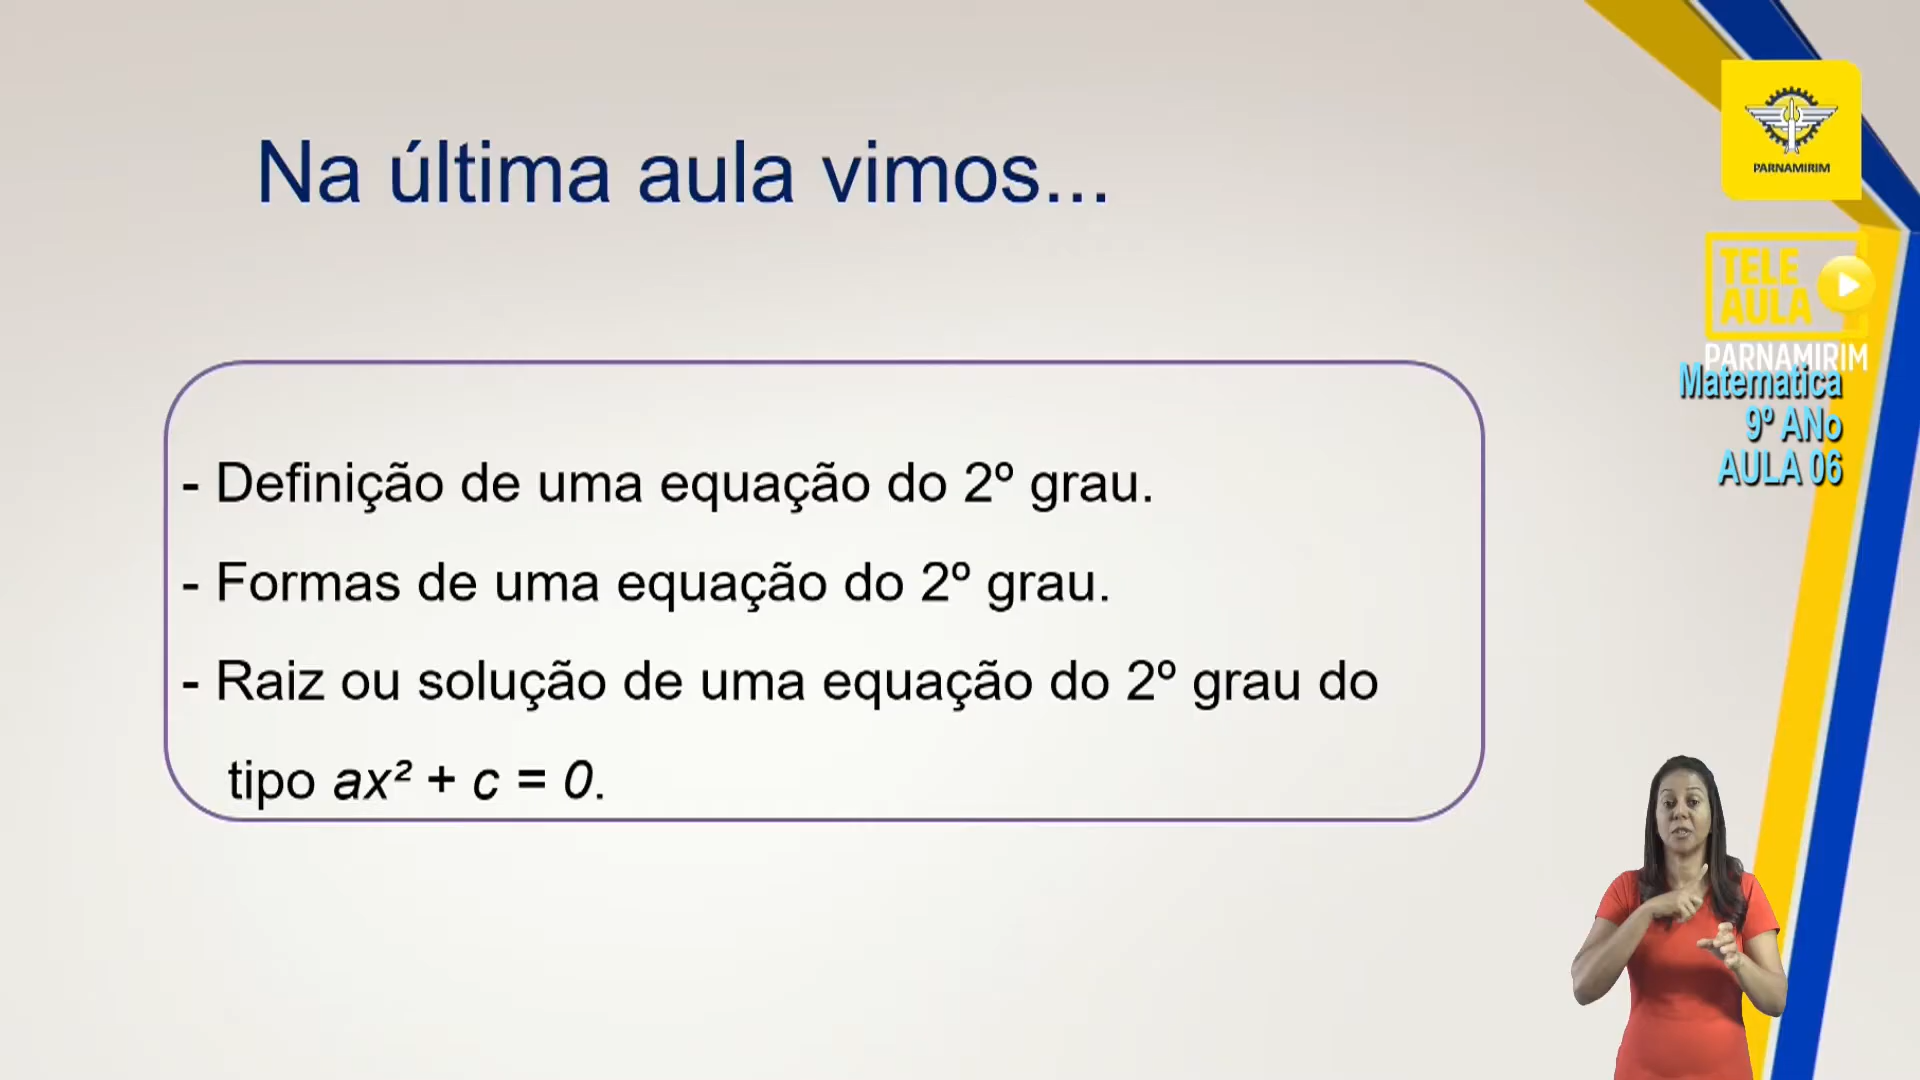 Na última aula vimos...
- Definição de uma equação do 2º grau.
- Formas de uma equação do 2º grau.
- Raiz ou solução de uma equação do 2º grau do
tipo ax² + c = 0.
PARNAMIRIM
TELE
AULA
PARNAMIRIM
Matematica
9º ANo
AULA 06